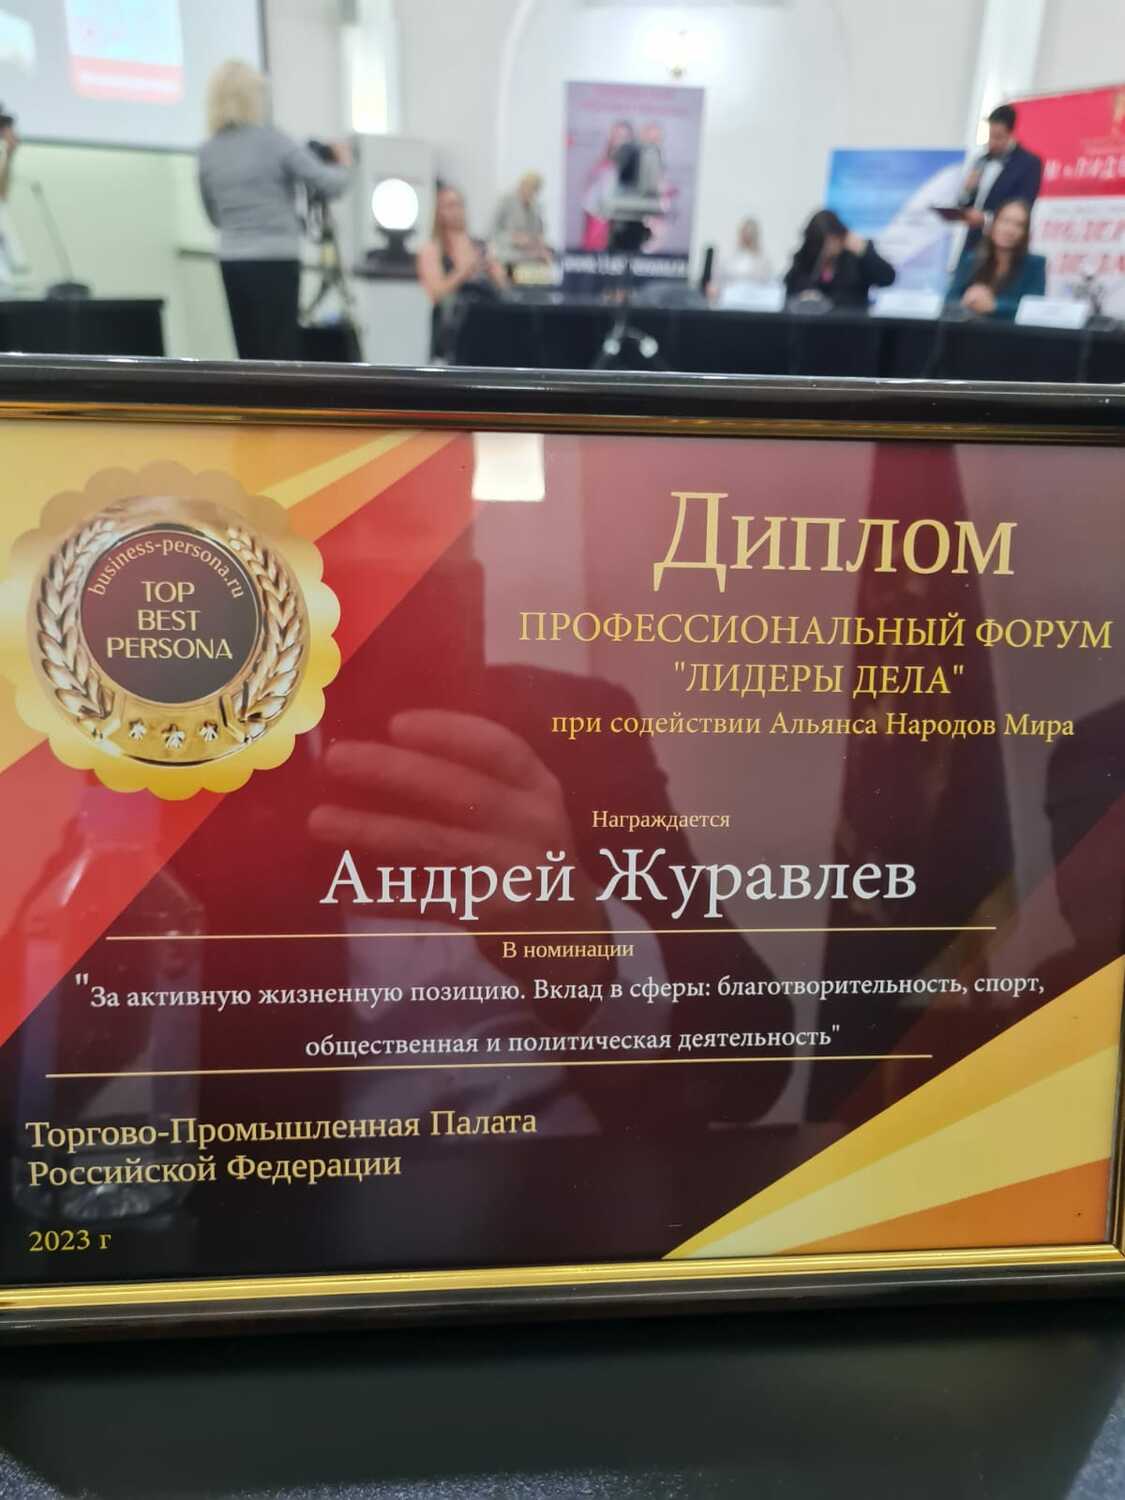 business-persona.ru
TOP
BEST
PERSONA
Диплом
ПРОФЕССИОНАЛЬНЫЙ ФОРУМ
"ЛИДЕРЫ ДЕЛА"
при содействии Альянса Народов Мира
Награждается
Андрей Журавлев
В номинации
"За активную жизненную позицию. Вклад в сферы: благотворительность, спорт,
общественная и политическая деятельность"
Торгово-Промышленная Палата
Российской Федерации
2023 г